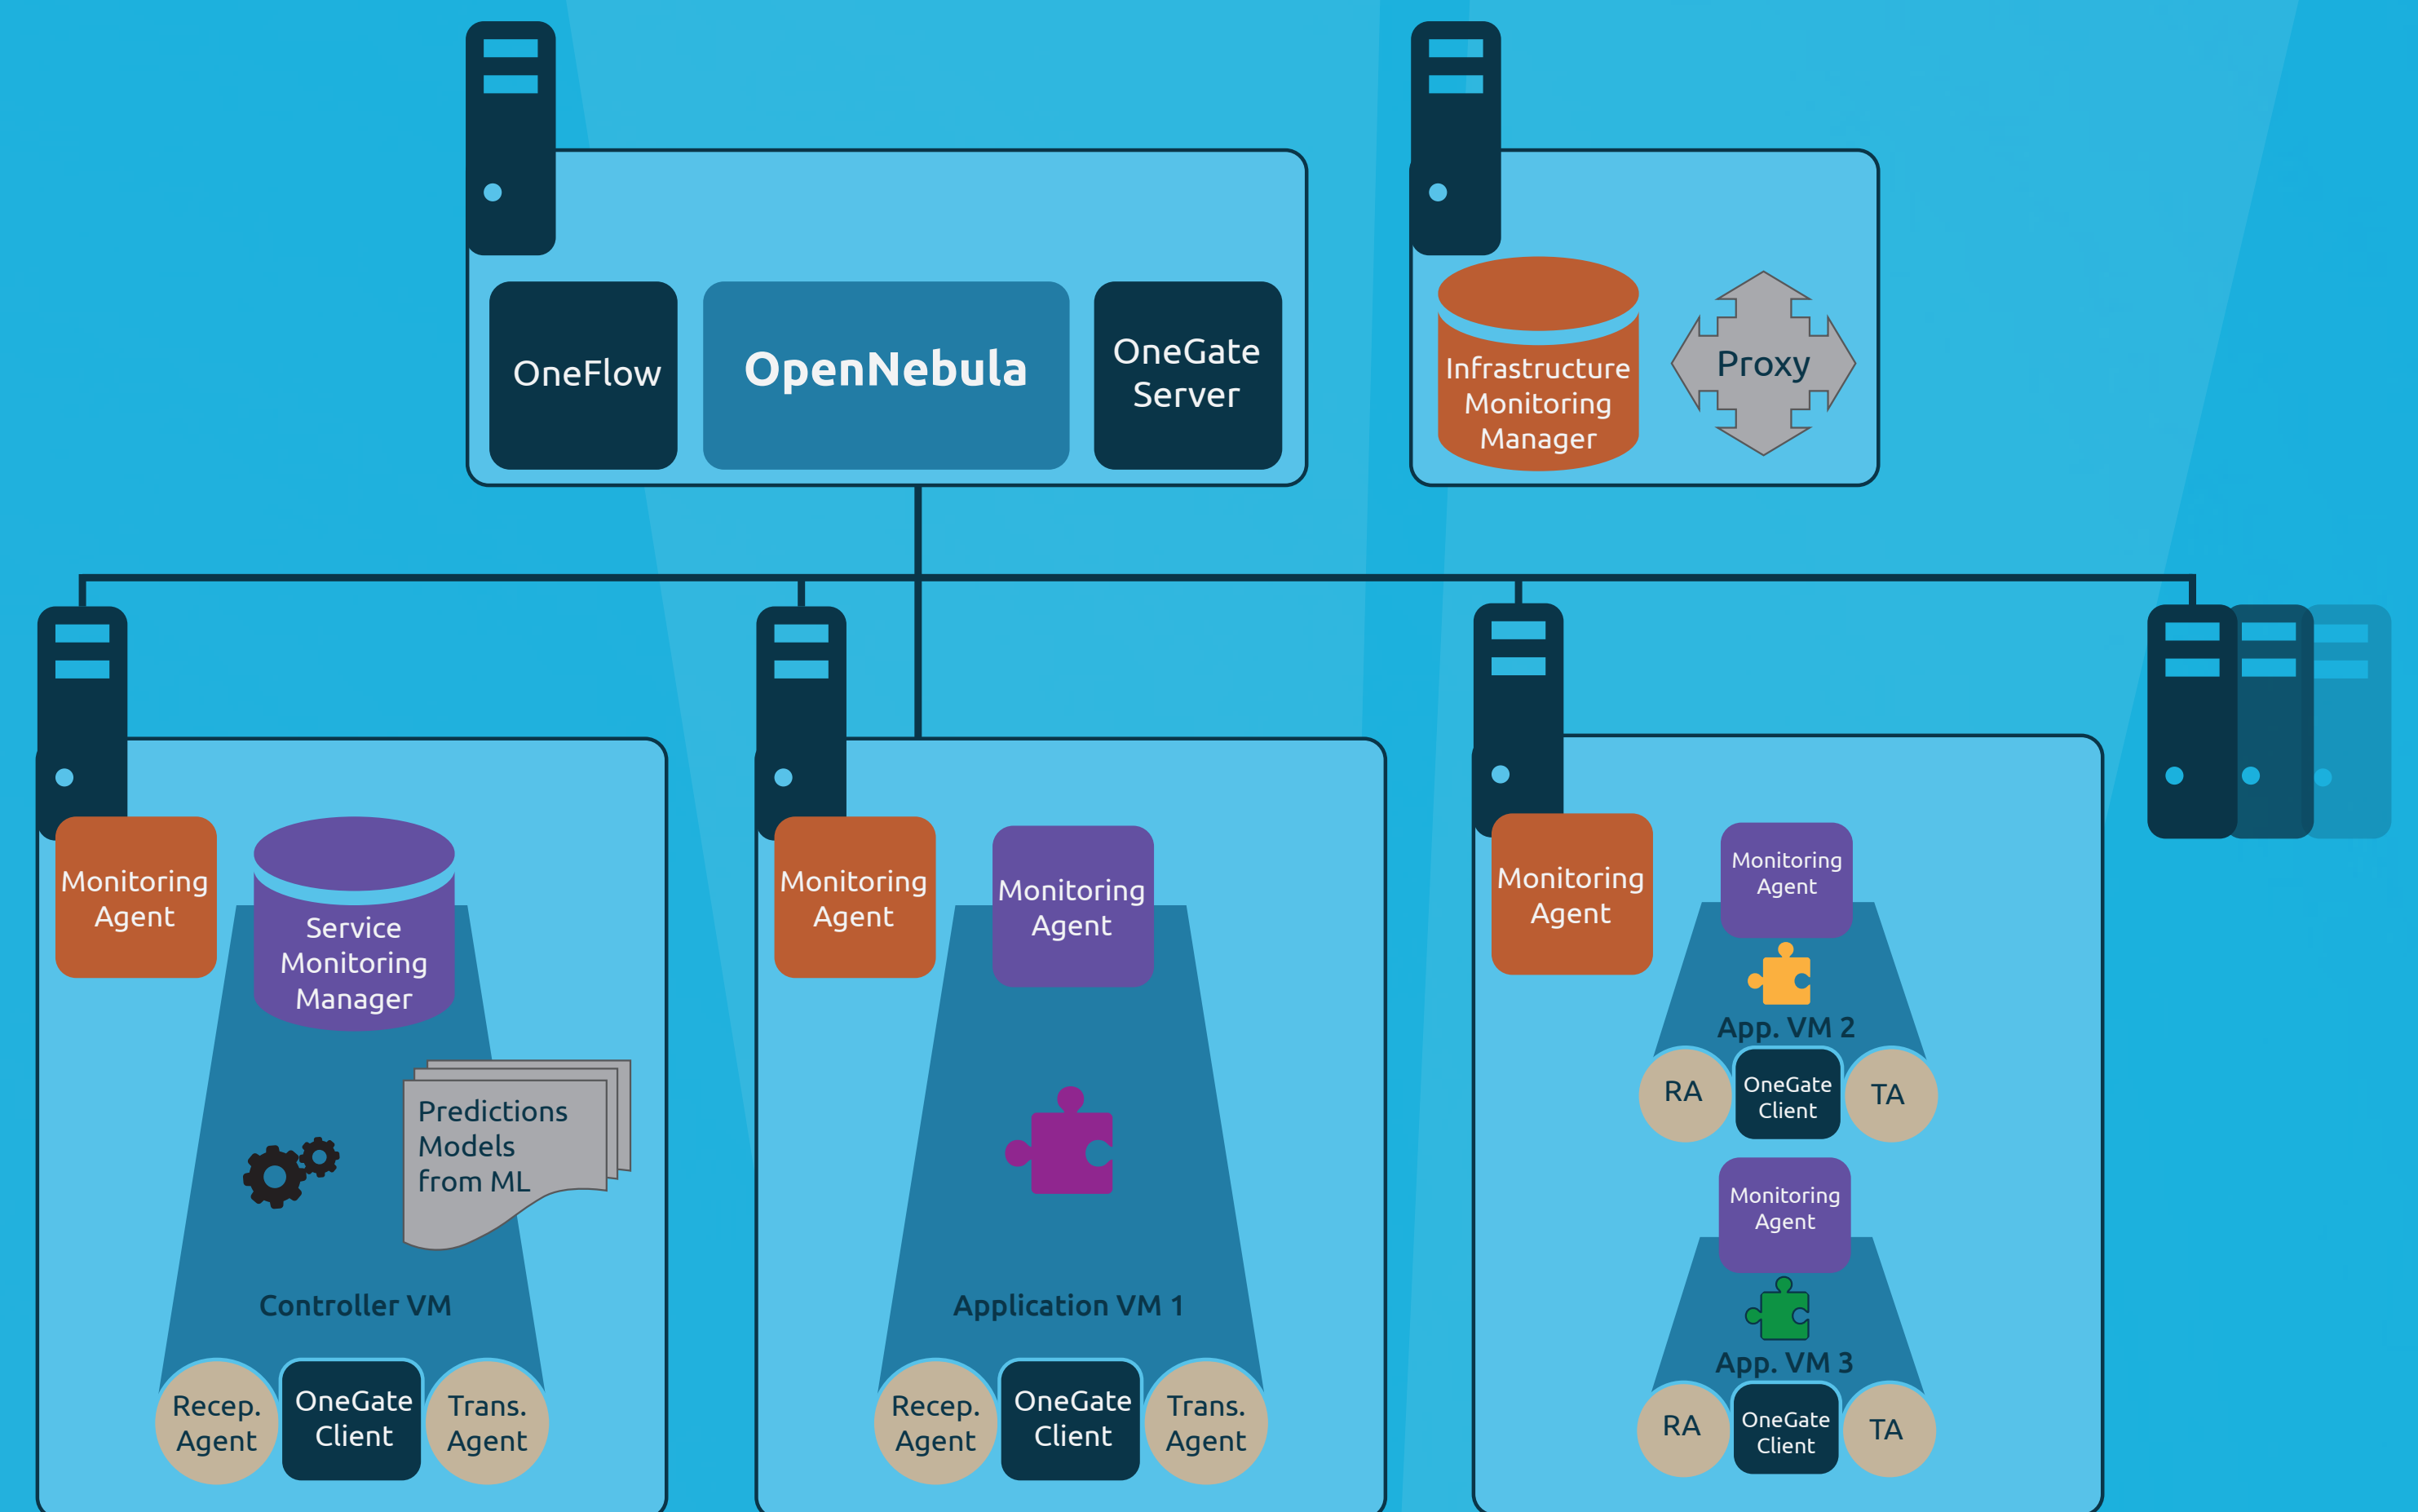 OneFlow
OpenNebula
OneGate
Server
Infrastructure
Monitoring
Manager
Proxy
Monitoring
Agent
Service
Monitoring
Manager
Predictions
Models
from ML
Controller VM
Recep.
Agent
OneGate
Client
Trans.
Agent
Monitoring
Agent
Monitoring
Agent
Application VM 1
Recep.
Agent
OneGate
Client
Trans.
Agent
Monitoring
Agent
Monitoring
Agent
App. VM 2
RA
OneGate
Client
TA
Monitoring
Agent
App. VM 3
RA
OneGate
Client
TA